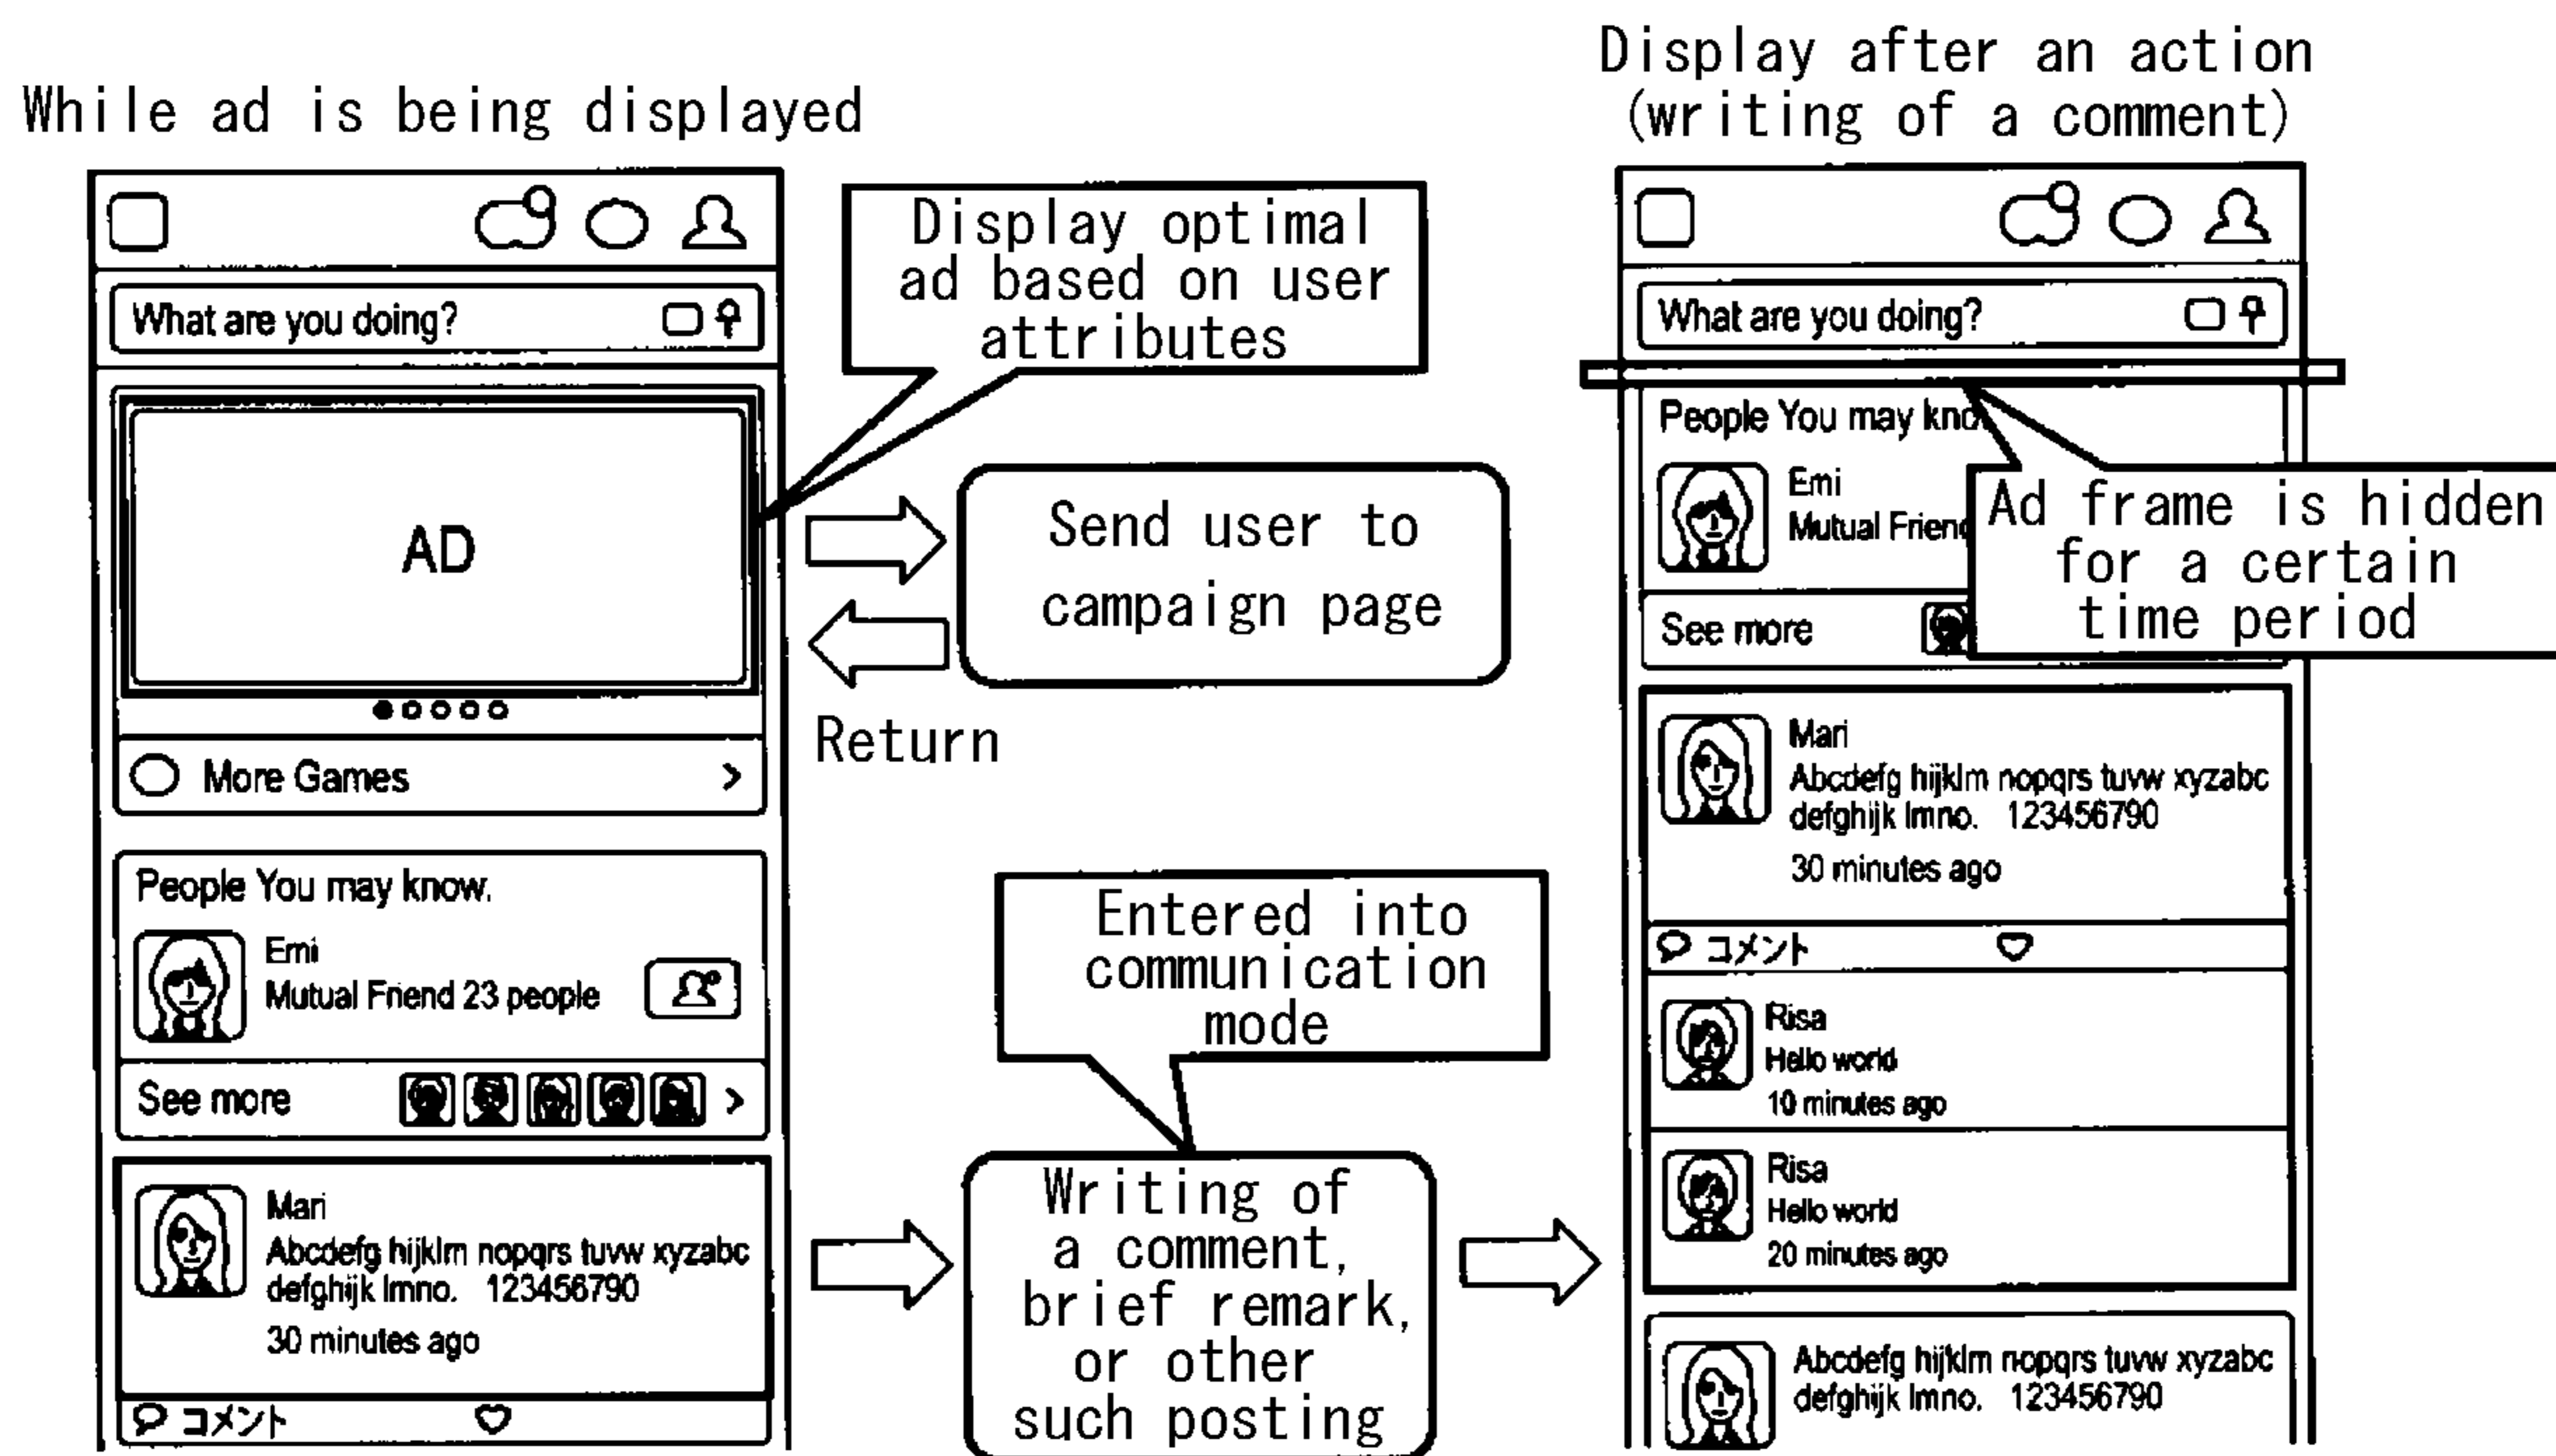 While ad is being displayed
What are you doing?
AD
More Games
People You may know.
Emi
Mutual Friend 23 people
See more
Mari
Abcdefg hijklm nopqrs tuvw xyzabc
defghijk lmno. 123456790
30 minutes ago
コメント
Display optimal
ad based on user
attributes
Send user to
campaign page
Return
Entered into
communication
mode
Writing of
a comment,
brief remark,
or other
such posting
Display after an action
(writing of a comment)
What are you doing?
People You may kno
Emi
Mutual Friend
Ad frame is hidden
for a certain
time period
See more
Mari
Abcdefg hijklm nopqrs tuvw xyzabc
defghijk lmno. 123456790
30 minutes ago
コメント
Risa
Hello world
10 minutes ago
Risa
Hello world
20 minutes ago
Abcdefg hijklm nopqrs tuvw xyzabc
defghijk lmno. 123456790